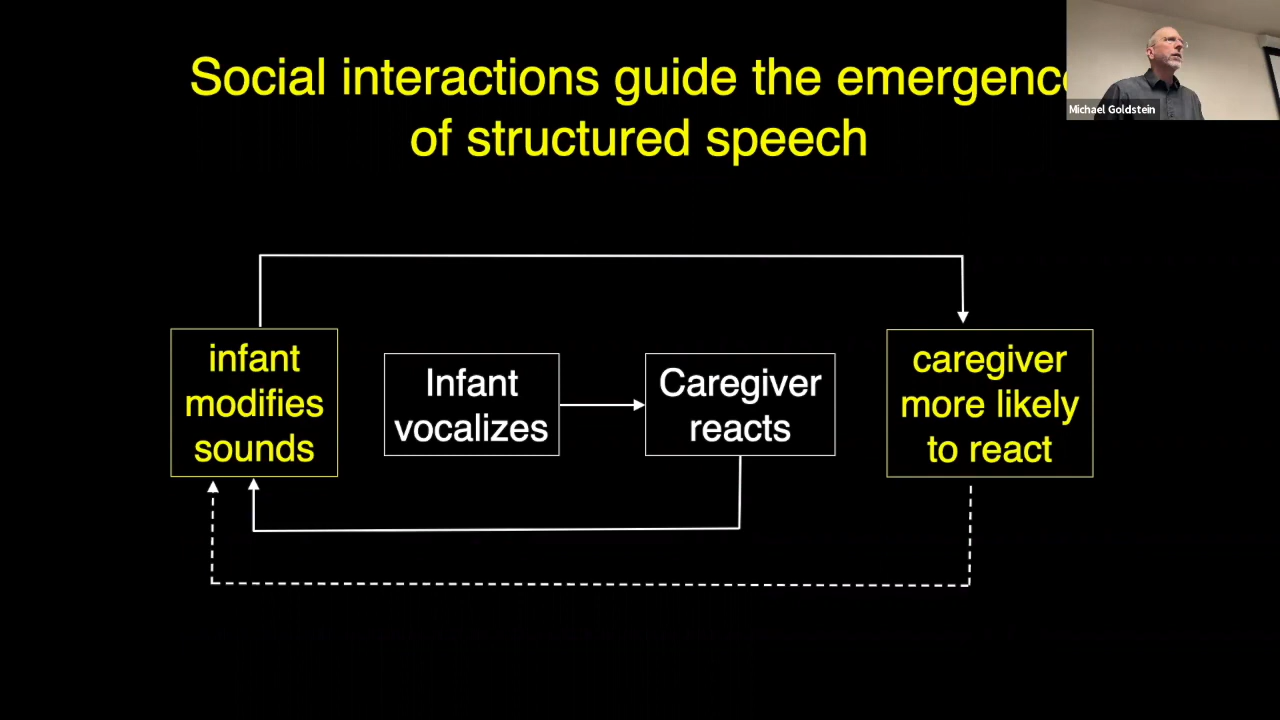 Social interactions guide the emergenc
of structured speech
Michael Goldstein
infant
modifies
sounds
Infant
vocalizes
Caregiver
reacts
caregiver
more likely
to react